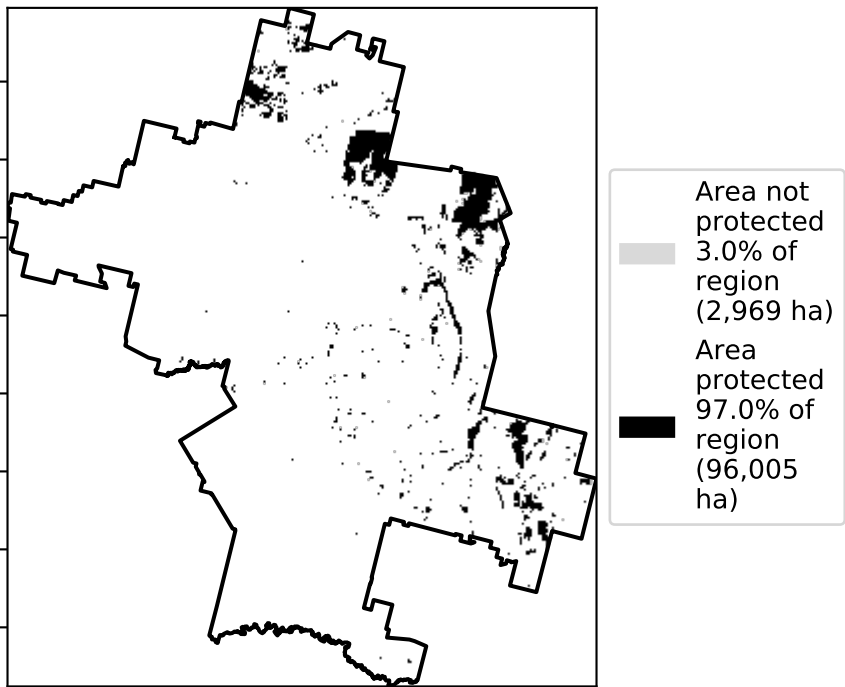 Area not
protected
3.0% of
region
(2,969 ha)
Area
protected
97.0% of
region
(96,005
ha)